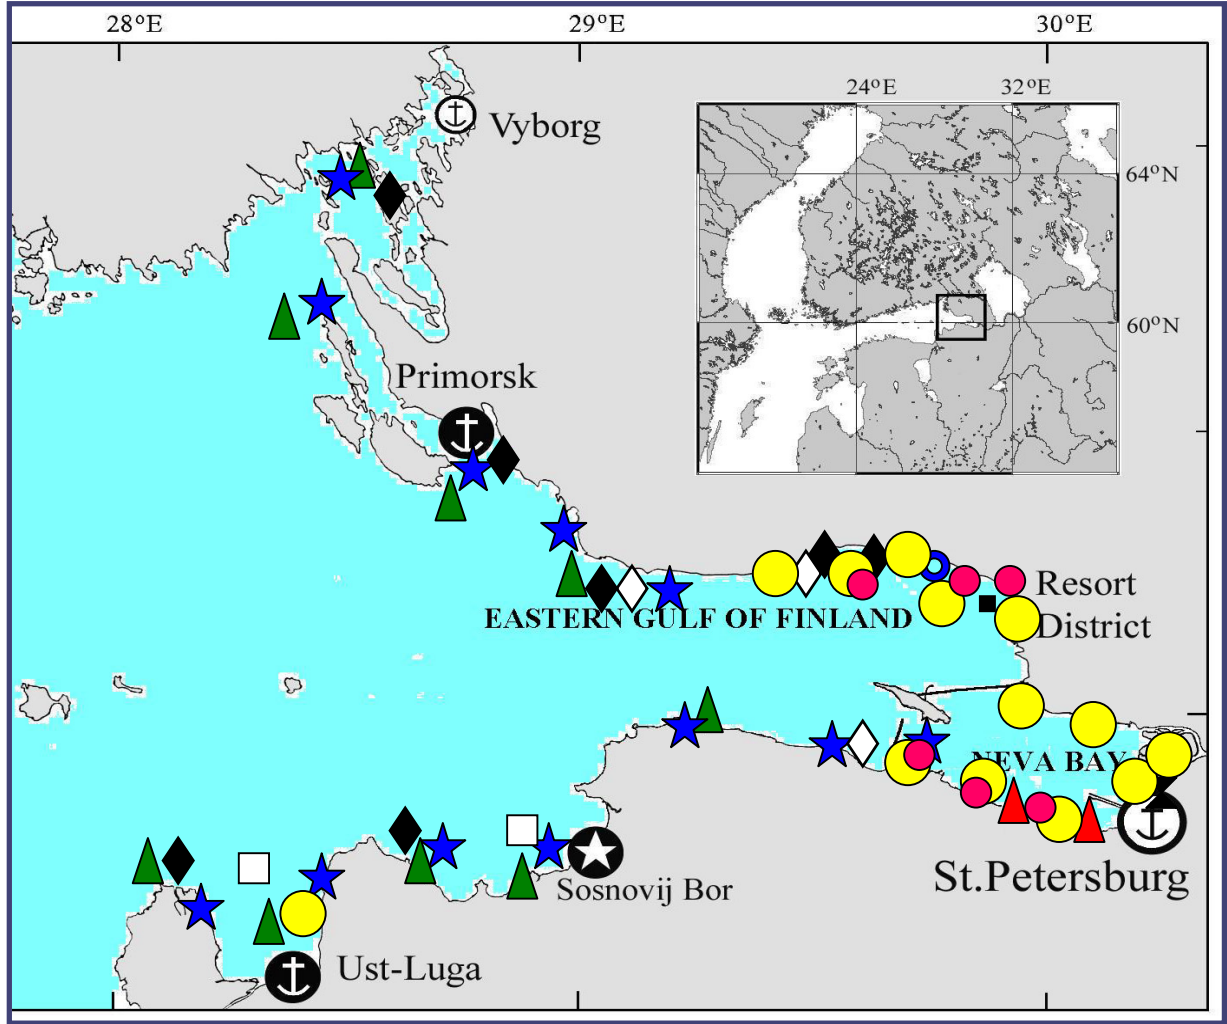 28°E
29°E
30°E
24°E
32°E
Vyborg
64°N
60°N
Primorsk
Resort
District
EASTERN GULF OF FINLAND
NEVA BAY
St.Petersburg
Sosnovij Bor
Ust-Luga